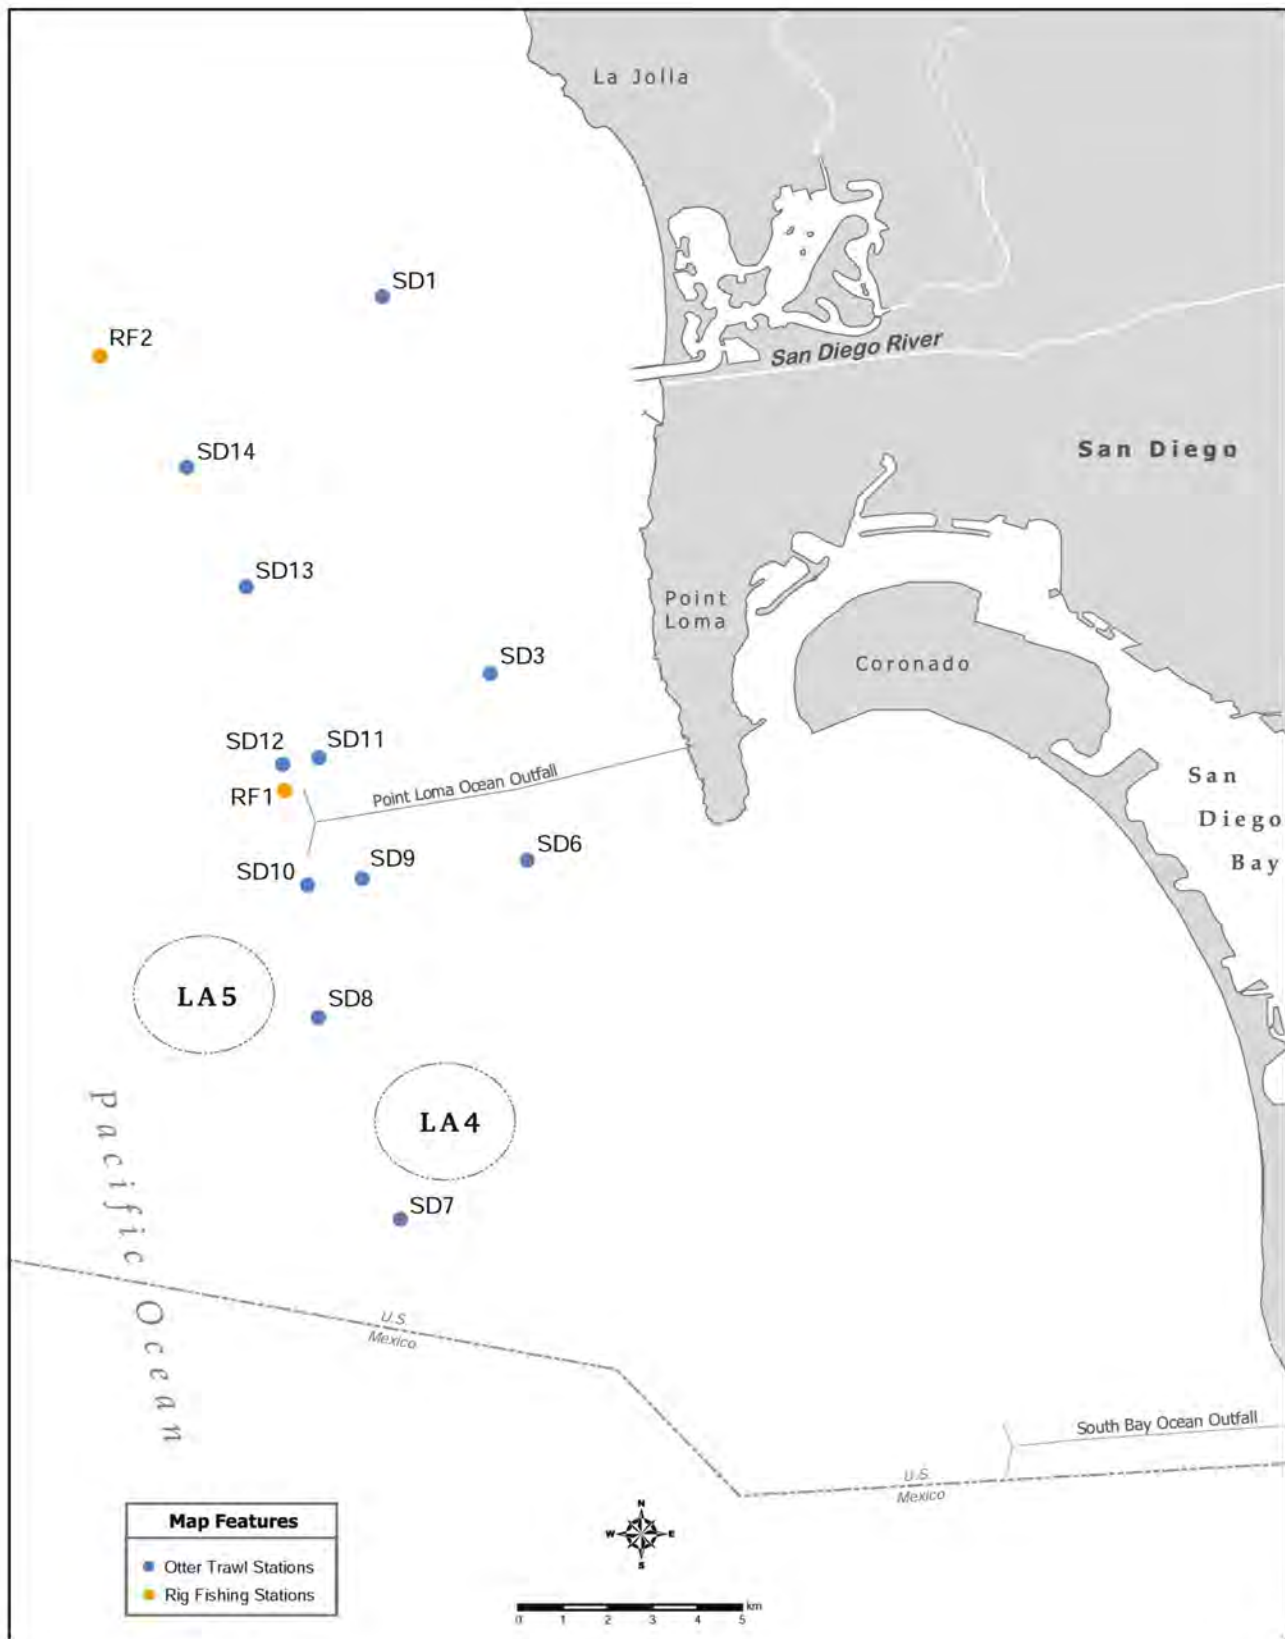 La Jolla
SD1
RF2
San Diego River
SD14
San Diego
SD13
Point
Loma
SD3
Coronado
SD12
SD11
RF1
Point Loma Ocean Outfall
San
Diego
Bay
SD6
SD9
SD10
LA5
SD8
LA4
Pacific Ocean
SD7
U.S.
Mexico
South Bay Ocean Outfall
U.S.
Mexico
Map Features
Otter Trawl Stations
Rig Fishing Stations
N
W E
S
km
0 1 2 3 4 5